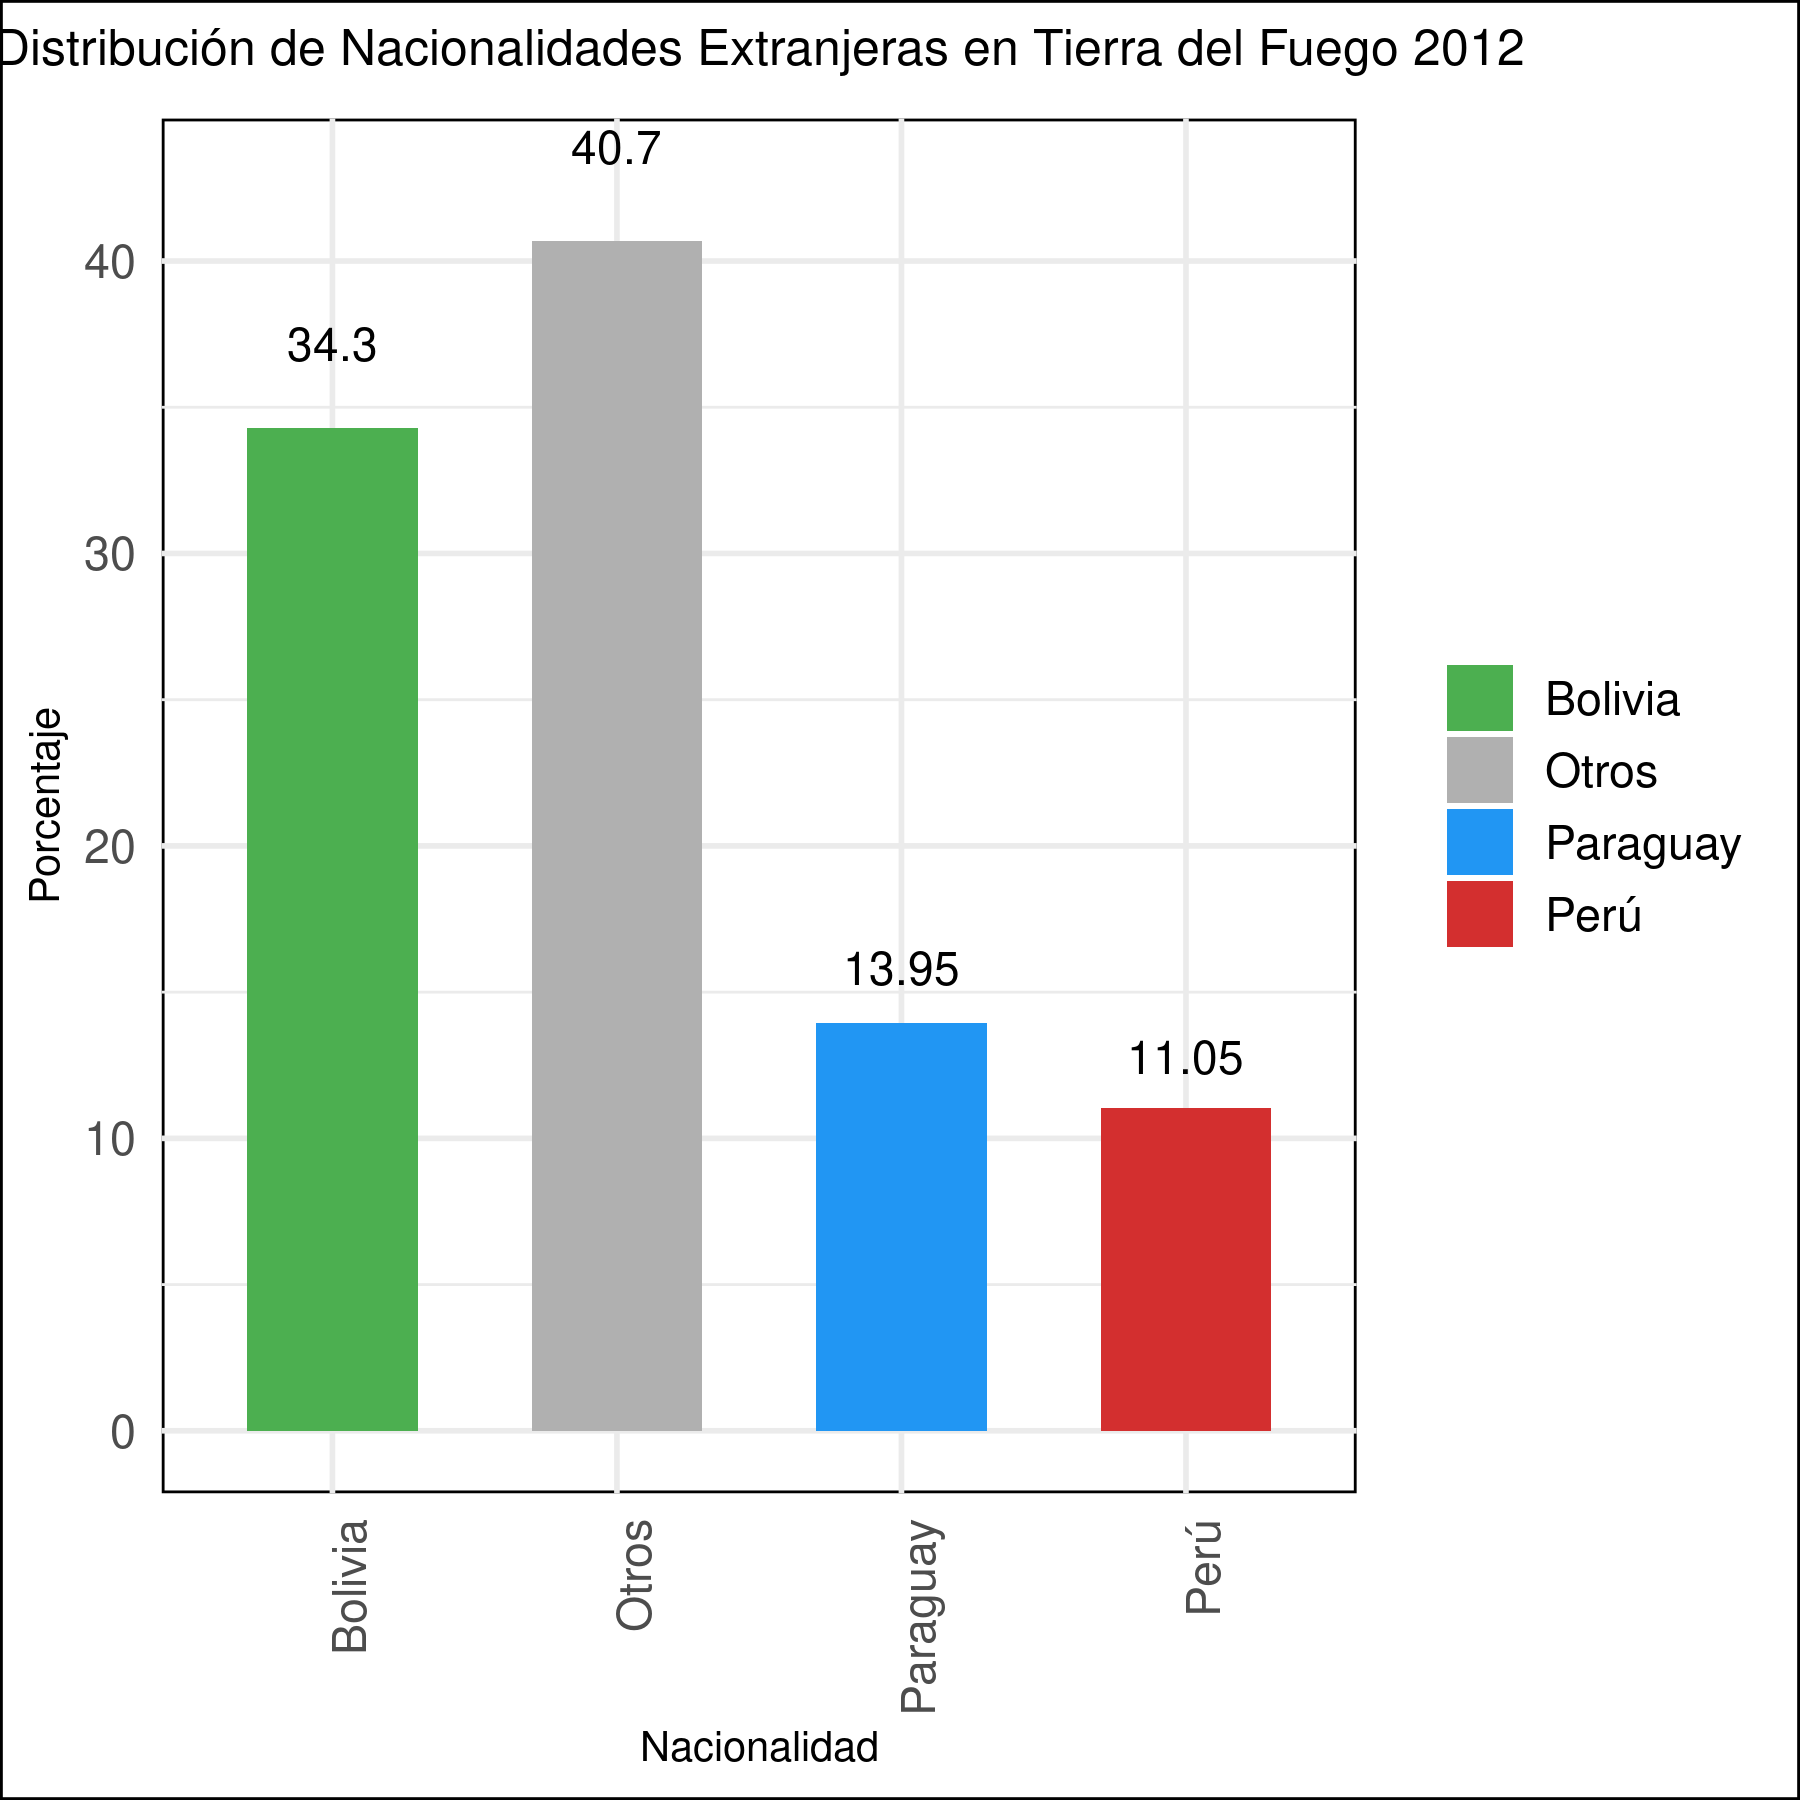 Distribución de Nacionalidades Extranjeras en Tierra del Fuego 2012
40.7
34.3
13.95
11.05
40
30
20
10
0
Porcentaje
Bolivia
Otros
Paraguay
Perú
Nacionalidad
Bolivia
Otros
Paraguay
Perú